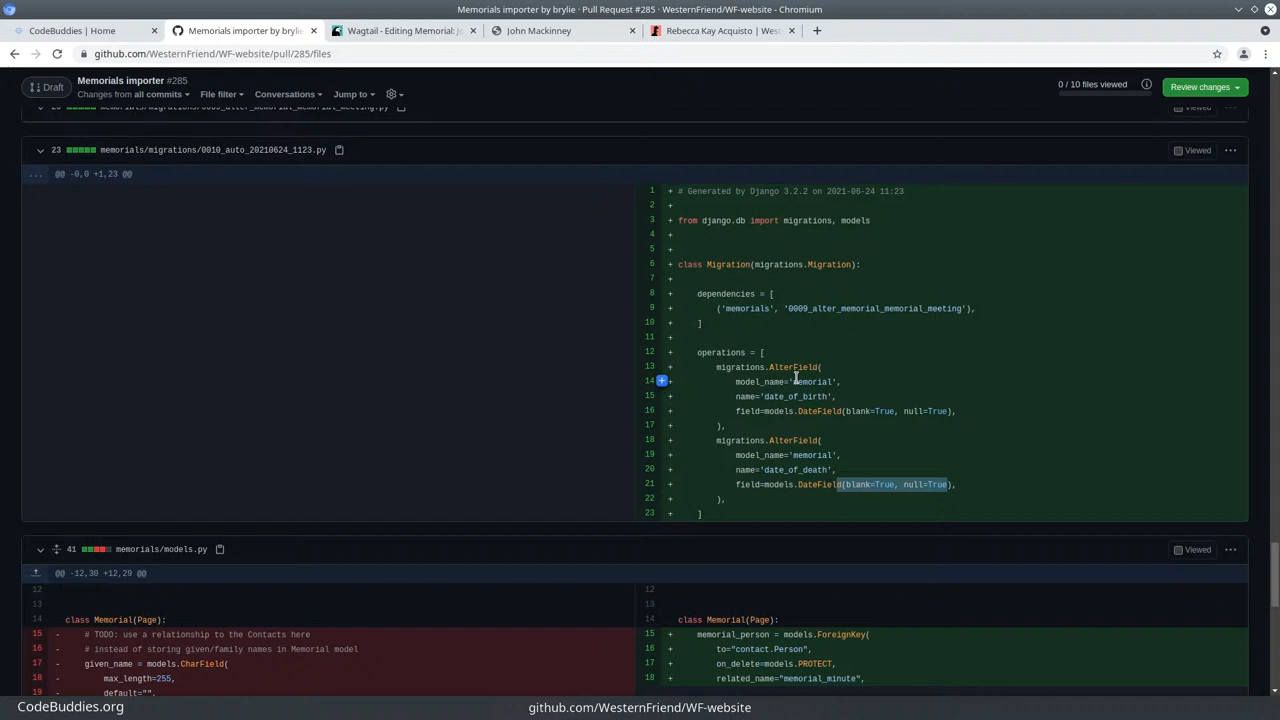 Memorials importer by brylie · Pull Request #285 · WesternFriend/WF-website - Chromium
CodeBuddies | Home
Memorials importer by brylie
Wagtail - Editing Memorial: J
John Mackinney
Rebecca Kay Acquisto | West
github.com/WesternFriend/WF-website/pull/285/files
Draft
Memorials importer #285
Changes from all commits
File filter
Conversations
Jump to
0 / 10 files viewed
Review changes
memorials/migrations/0009_alter_memorial_memorial_meeting.py
Viewed
23 memorials/migrations/0010_auto_20210624_1123.py
Viewed
... @@ -0,0 +1,23 @@
1 + # Generated by Django 3.2.2 on 2021-06-24 11:23
2 +
3 + from django.db import migrations, models
4 +
5 +
6 + class Migration(migrations.Migration):
7 +
8 + dependencies = [
9 + ('memorials', '0009_alter_memorial_memorial_meeting'),
10 + ]
11 +
12 + operations = [
13 + migrations.AlterField(
14 + model_name='memorial',
15 + name='date_of_birth',
16 + field=models.DateField(blank=True, null=True),
17 + ),
18 + migrations.AlterField(
19 + model_name='memorial',
20 + name='date_of_death',
21 + field=models.DateField(blank=True, null=True),
22 + ),
23 + ]
41 memorials/models.py
Viewed
@@ -12,30 +12,29 @@
12 12
13 13
14 class Memorial(Page): 14 class Memorial(Page):
15 - # TODO: use a relationship to the Contacts here 15 + memorial_person = models.ForeignKey(
16 - # instead of storing given/family names in Memorial model 16 + to="contact.Person",
17 - given_name = models.CharField( 17 + on_delete=models.PROTECT,
18 - max_length=255, 18 + related_name="memorial_minute",
19 - default="",
CodeBuddies.org
github.com/WesternFriend/WF-website